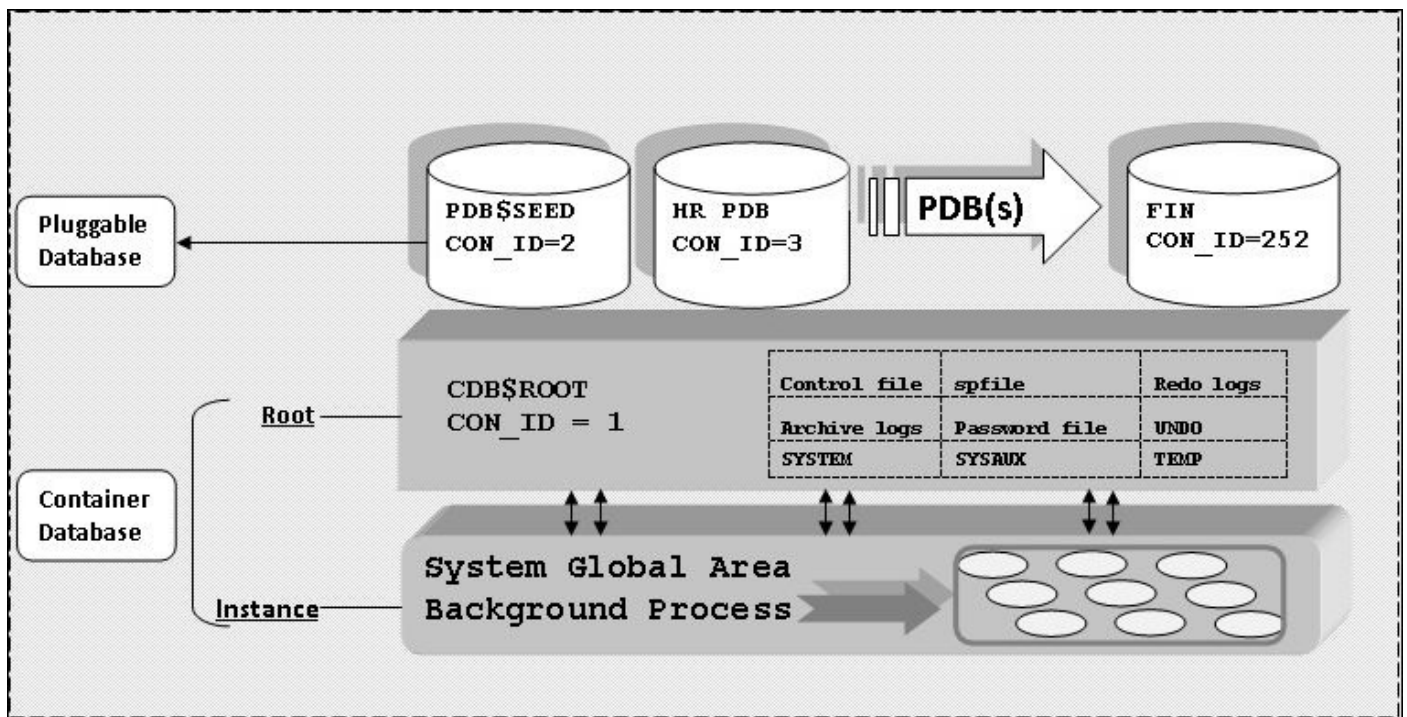 PDB$SEED
CON_ID=2
HR PDB
CON_ID=3
PDB(s)
FIN
CON_ID=252
Pluggable
Database
CDB$ROOT
CON_ID = 1
Control file spfile Redo logs
Archive logs Password file UNDO
SYSTEM SYSAUX TEMP
Root
Container
Database
Instance
System Global Area
Background Process